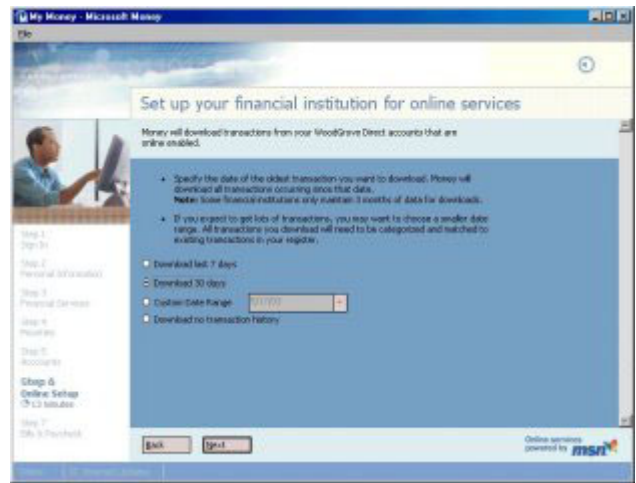 My Money - Microsoft Money
File
Set up your financial institution for online services
Money will download transactions from your WoodGrove Direct accounts that are
online enabled.
• Specify the date of the oldest transaction you want to download. Money will
download all transactions occurring since that date.
Note: Some financial institutions only maintain 3 months of data for downloads.
• If you expect to get lots of transactions, you may want to choose a smaller date
range. All transactions you download will need to be categorized and matched to
existing transactions in your register.
Download last 7 days
Download 30 days
Custom Date Range
Download no transaction history
Step 1
Sign In
Step 2
Personal Information
Step 3
Financial Services
Step 4
Priorities
Step 5
Accounts
Step 6
Online Setup
Step 7
Bills & Paycheck
Back
Next
Online services
powered by msn